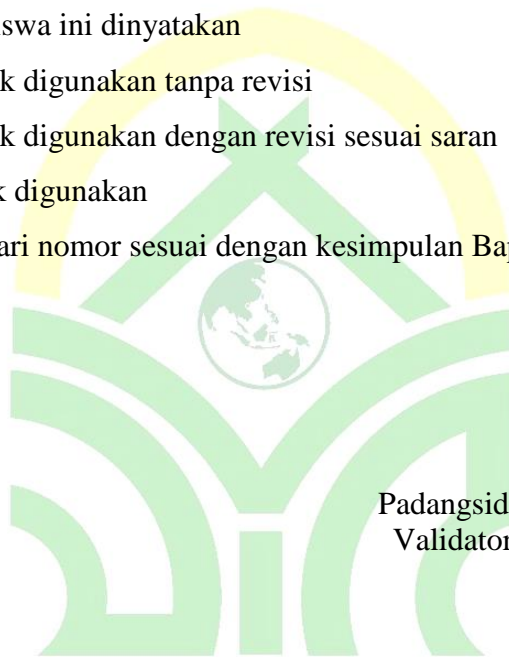 iswa ini dinyatakan
k digunakan tanpa revisi
k digunakan dengan revisi sesuai saran
k digunakan
ari nomor sesuai dengan kesimpulan Ba
Padangsid
Validator